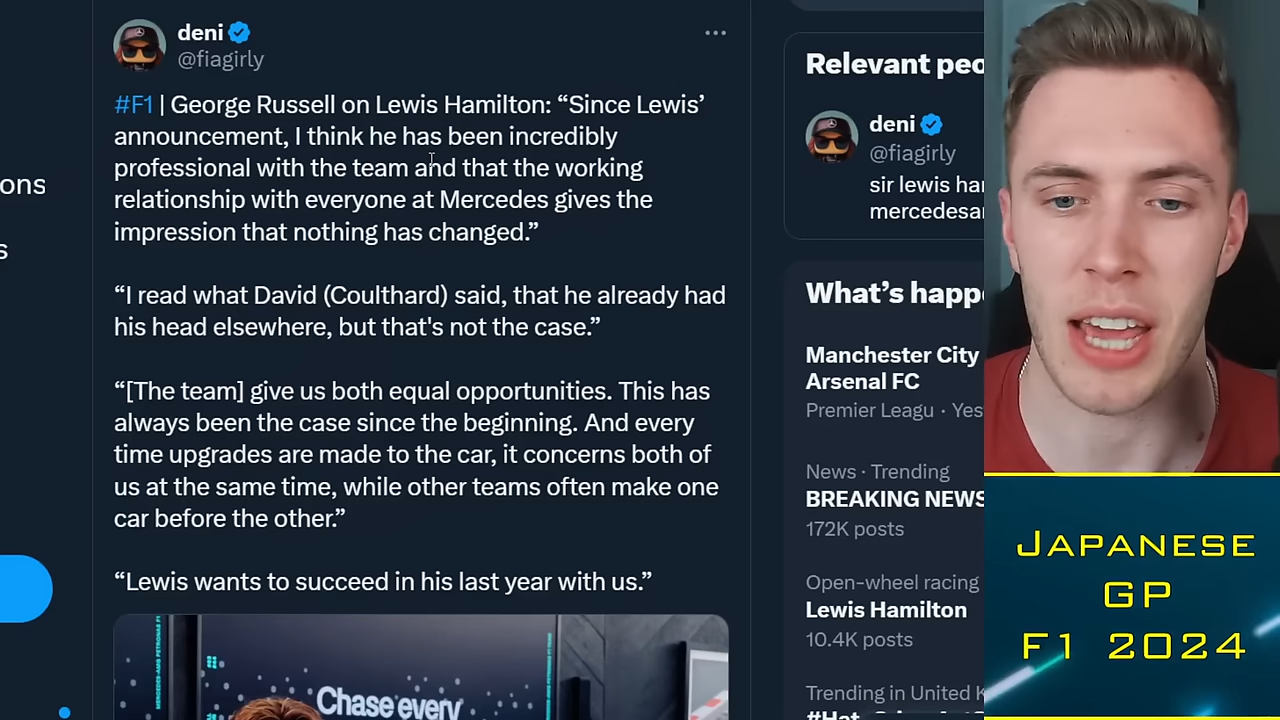 deni
@fiagirly
#F1 | George Russell on Lewis Hamilton: “Since Lewis’
announcement, I think he has been incredibly
professional with the team and that the working
relationship with everyone at Mercedes gives the
impression that nothing has changed.”
“I read what David (Coulthard) said, that he already had
his head elsewhere, but that's not the case.”
“[The team] give us both equal opportunities. This has
always been the case since the beginning. And every
time upgrades are made to the car, it concerns both of
us at the same time, while other teams often make one
car before the other.”
“Lewis wants to succeed in his last year with us.”
Chase every
ons
s
Relevant peo
deni
@fiagirly
sir lewis ha
mercedesa
What’s happ
Manchester City
Arsenal FC
Premier Leagu · Yes
News · Trending
BREAKING NEWS
172K posts
Open-wheel racing
Lewis Hamilton
10.4K posts
Trending in United K
JAPANESE
GP
F1 2024